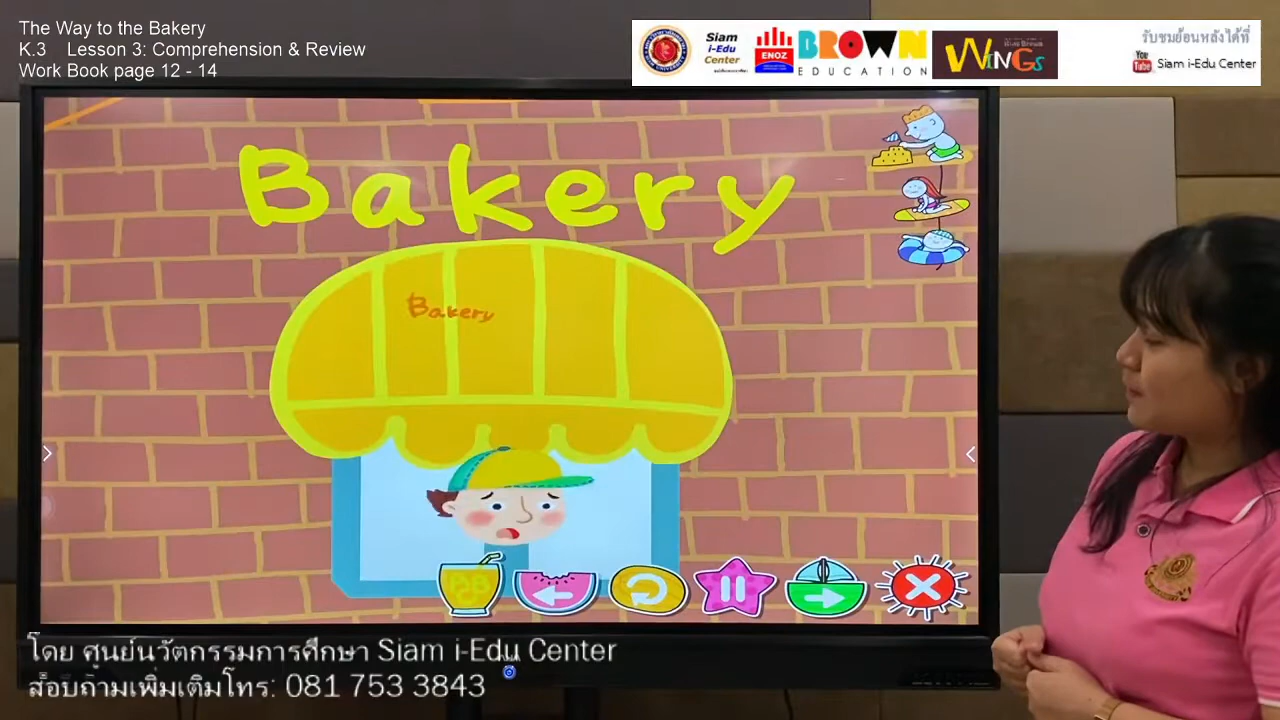 The Way to the Bakery
K.3 Lesson 3: Comprehension & Review
Work Book page 12 - 14
Siam
i-Edu
Center
ENOZ
BROWN
EDUCATION
WiNGs
รับชมย้อนหลังได้ที่
You
Tube
Siam i-Edu Center
Bakery
Bakery
โดย ศูนย์นวัตกรรมการศึกษา Siam i-Edu Center
สอบถามเพิ่มเติมโทร: 081 753 3843